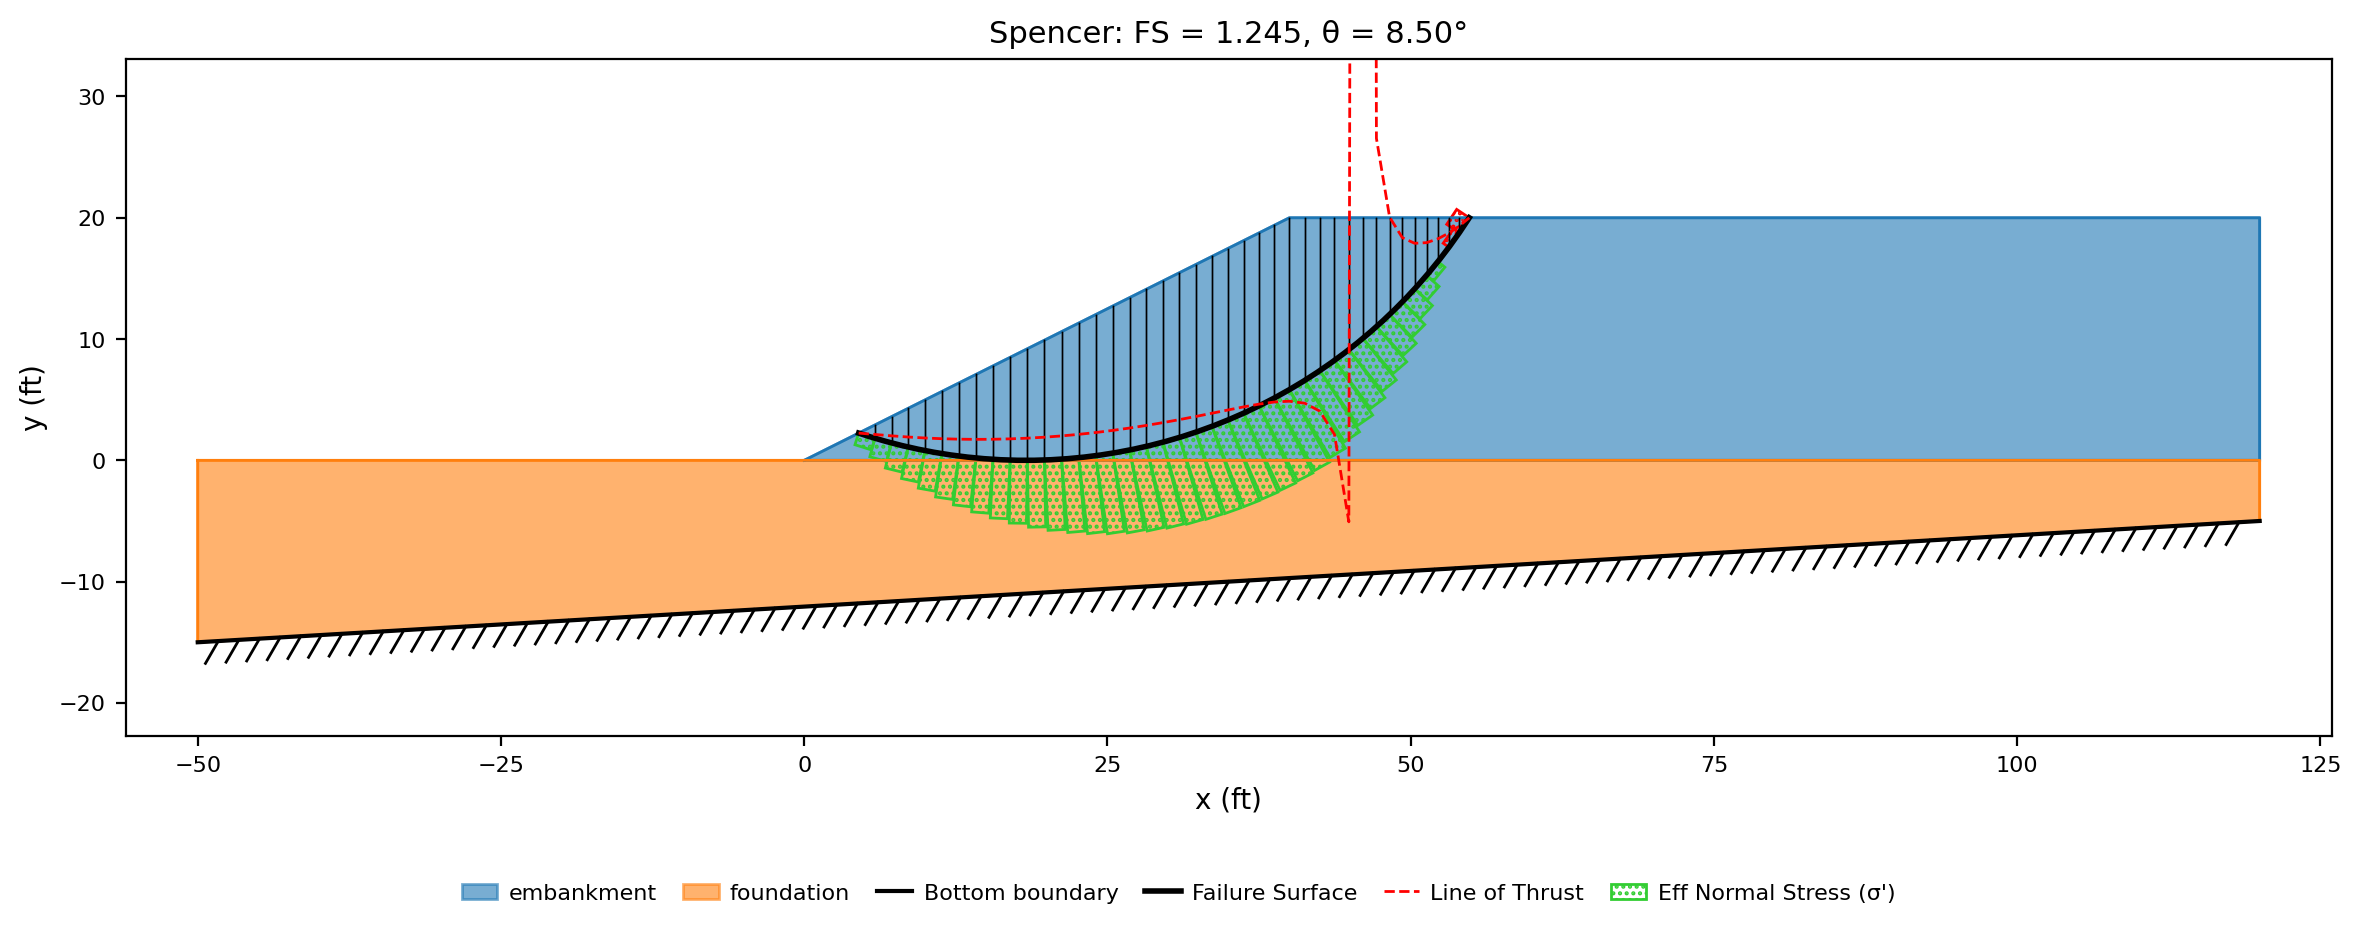 Spencer: FS = 1.245, θ = 8.50°
30
20
10
0
−10
−20
y (ft)
−50
−25
0
25
50
75
100
125
x (ft)
embankment
foundation
Bottom boundary
Failure Surface
Line of Thrust
Eff Normal Stress (σ')